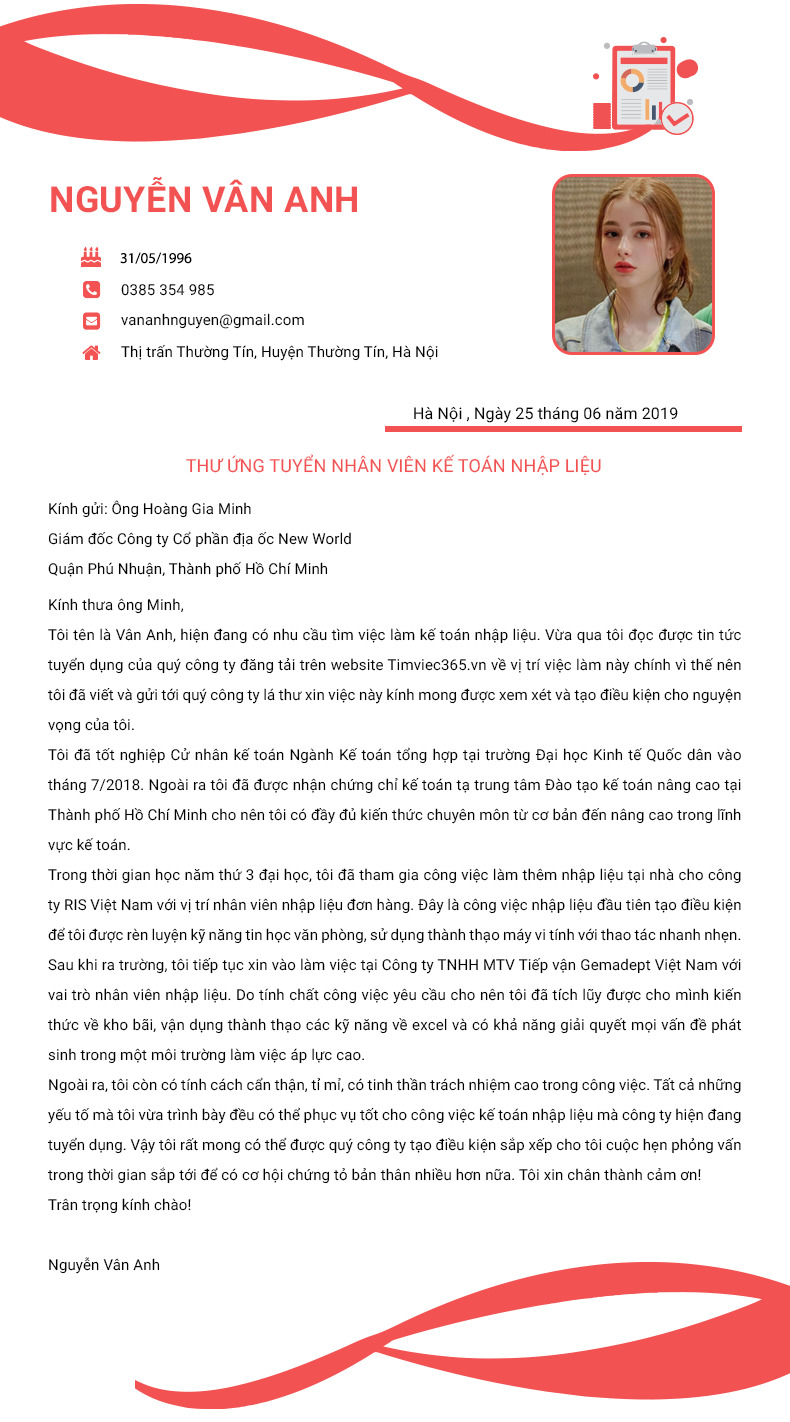 NGUYỄN VÂN ANH
31/05/1996
0385 354 985
vananhnguyen@gmail.com
Thị trấn Thường Tín, Huyện Thường Tín, Hà Nội
Hà Nội , Ngày 25 tháng 06 năm 2019
THƯ ỨNG TUYỂN NHÂN VIÊN KẾ TOÁN NHẬP LIỆU
Kính gửi: Ông Hoàng Gia Minh
Giám đốc Công ty Cổ phần địa ốc New World
Quận Phú Nhuận, Thành phố Hồ Chí Minh
Kính thưa ông Minh,
Tôi tên là Vân Anh, hiện đang có nhu cầu tìm việc làm kế toán nhập liệu. Vừa qua tôi đọc được tin tức
tuyển dụng của quý công ty đăng tải trên website Timviec365.vn về vị trí việc làm này chính vì thế nên
tôi đã viết và gửi tới quý công ty lá thư xin việc này kính mong được xem xét và tạo điều kiện cho nguyện
vọng của tôi.
Tôi đã tốt nghiệp Cử nhân kế toán Ngành Kế toán tổng hợp tại trường Đại học Kinh tế Quốc dân vào
tháng 7/2018. Ngoài ra tôi đã được nhận chứng chỉ kế toán tạ trung tâm Đào tạo kế toán nâng cao tại
Thành phố Hồ Chí Minh cho nên tôi có đầy đủ kiến thức chuyên môn từ cơ bản đến nâng cao trong lĩnh
vực kế toán.
Trong thời gian học năm thứ 3 đại học, tôi đã tham gia công việc làm thêm nhập liệu tại nhà cho công
ty RIS Việt Nam với vị trí nhân viên nhập liệu đơn hàng. Đây là công việc nhập liệu đầu tiên tạo điều kiện
để tôi được rèn luyện kỹ năng tin học văn phòng, sử dụng thành thạo máy vi tính với thao tác nhanh nhẹn.
Sau khi ra trường, tôi tiếp tục xin vào làm việc tại Công ty TNHH MTV Tiếp vận Gemadept Việt Nam với
vai trò nhân viên nhập liệu. Do tính chất công việc yêu cầu cho nên tôi đã tích lũy được cho mình kiến
thức về kho bãi, vận dụng thành thạo các kỹ năng về excel và có khả năng giải quyết mọi vấn đề phát
sinh trong một môi trường làm việc áp lực cao.
Ngoài ra, tôi còn có tính cách cẩn thận, tỉ mỉ, có tinh thần trách nhiệm cao trong công việc. Tất cả những
yếu tố mà tôi vừa trình bày đều có thể phục vụ tốt cho công việc kế toán nhập liệu mà công ty hiện đang
tuyển dụng. Vậy tôi rất mong có thể được quý công ty tạo điều kiện sắp xếp cho tôi cuộc hẹn phỏng vấn
trong thời gian sắp tới để có cơ hội chứng tỏ bản thân nhiều hơn nữa. Tôi xin chân thành cảm ơn!
Trân trọng kính chào!
Nguyễn Vân Anh